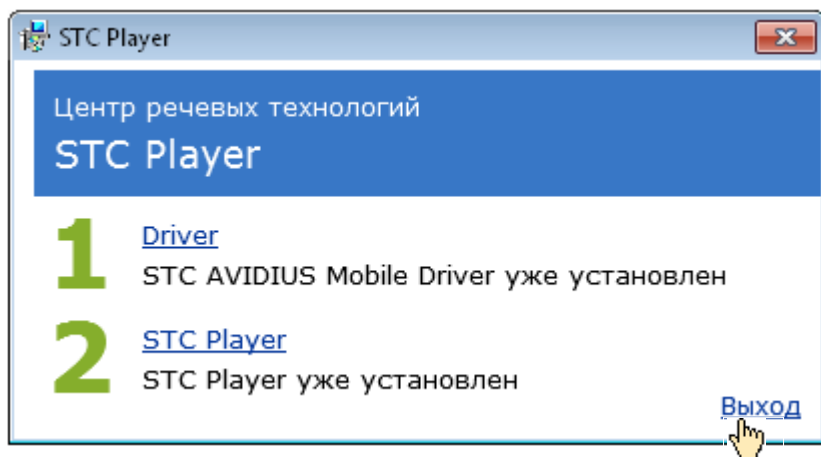 STC Player
Центр речевых технологий
STC Player
1
Driver
STC AVIDIUS Mobile Driver уже установлен
2
STC Player
STC Player уже установлен
Выход